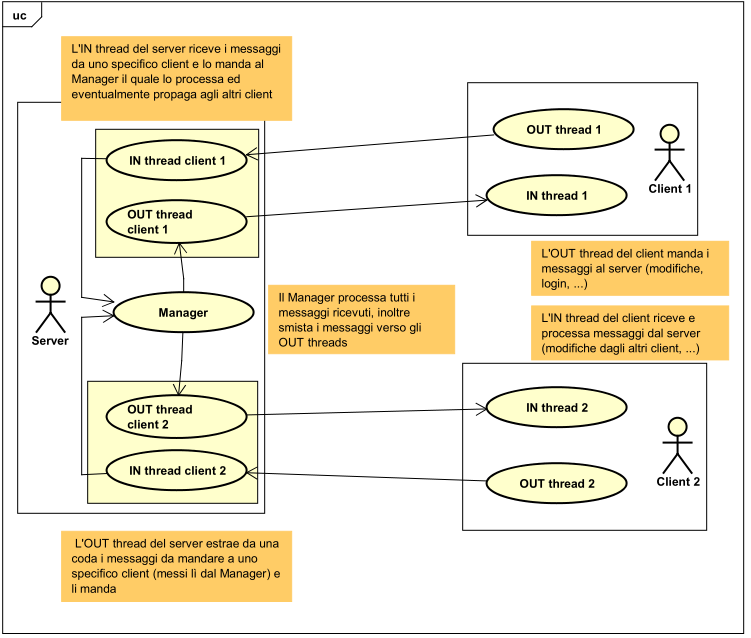 uc
L'IN thread del server riceve i messaggi
da uno specifico client e lo manda al
Manager il quale lo processa ed
eventualmente propaga agli altri client
IN thread client 1
OUT thread
client 1
OUT thread 1
IN thread 1
Client 1
L'OUT thread del client manda i
messaggi al server (modifiche,
login, ...)
Server
Manager
Il Manager processa tutti i
messaggi ricevuti, inoltre
smista i messaggi verso gli
OUT threads
L'IN thread del client riceve e
processa messaggi dal server
(modifiche dagli altri client, ...)
OUT thread
client 2
IN thread client 2
IN thread 2
OUT thread 2
Client 2
L'OUT thread del server estrae da una
coda i messaggi da mandare a uno
specifico client (messi lì dal Manager) e
li manda